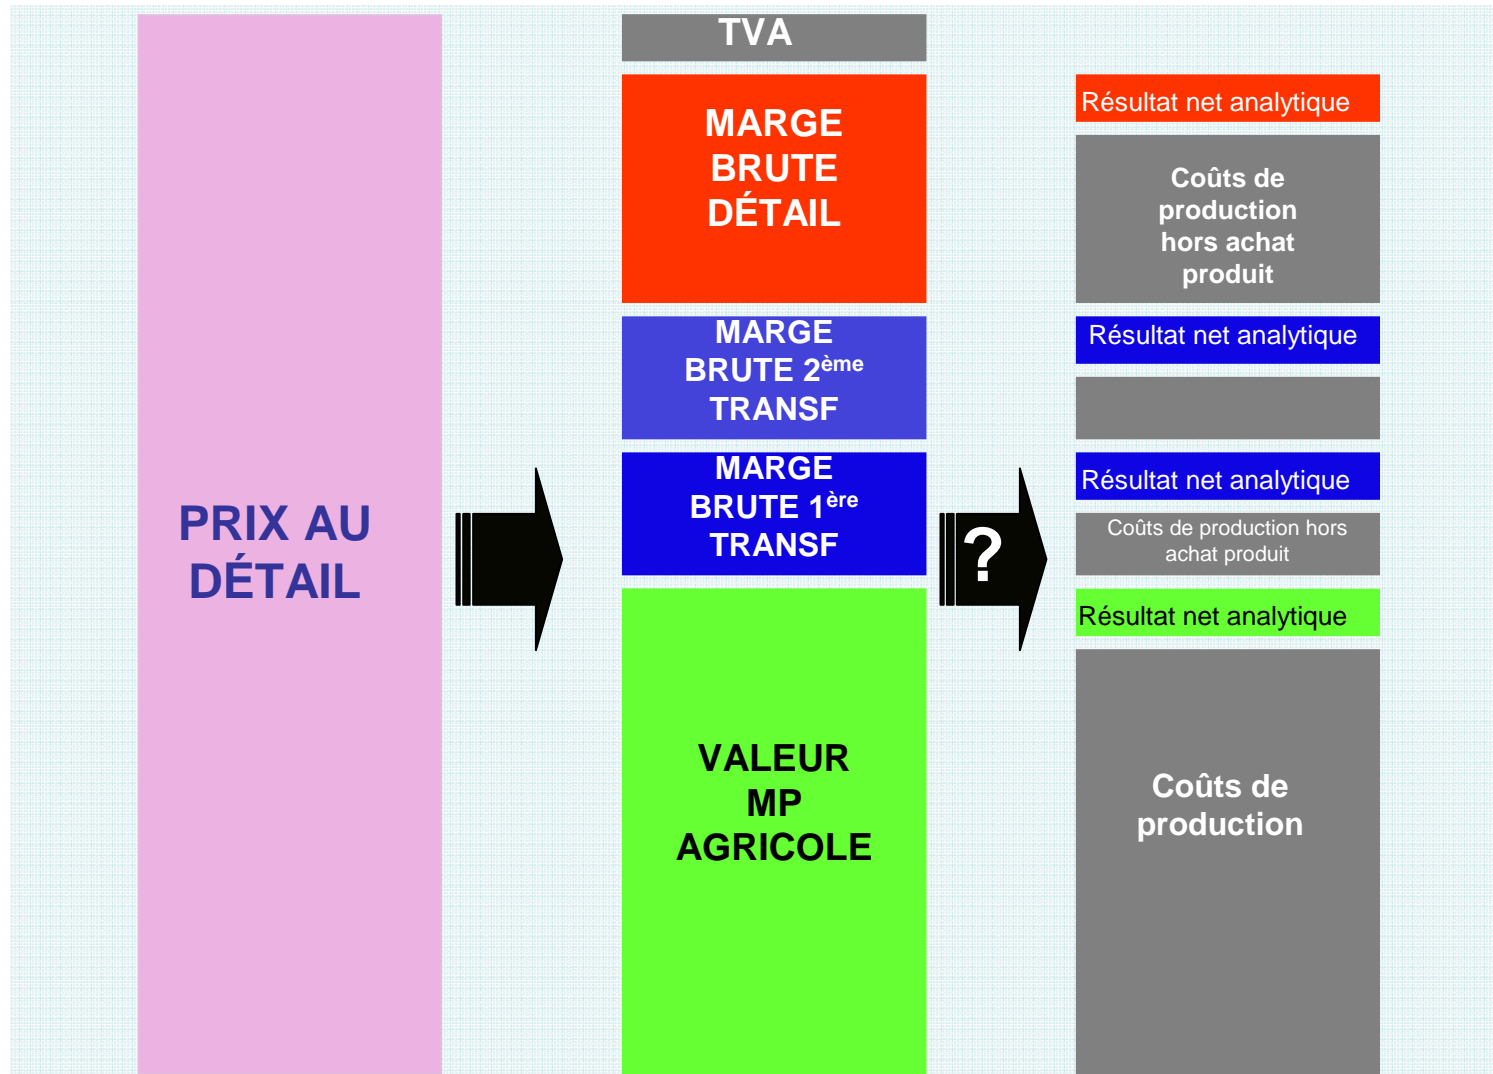 PRIX AU
DÉTAIL
TVA
MARGE
BRUTE
DÉTAIL
MARGE
BRUTE 2ème
TRANSF
MARGE
BRUTE 1ère
TRANSF
VALEUR
MP
AGRICOLE
?
Résultat net analytique
Coûts de
production
hors achat
produit
Résultat net analytique
Résultat net analytique
Coûts de production hors
achat produit
Résultat net analytique
Coûts de
production